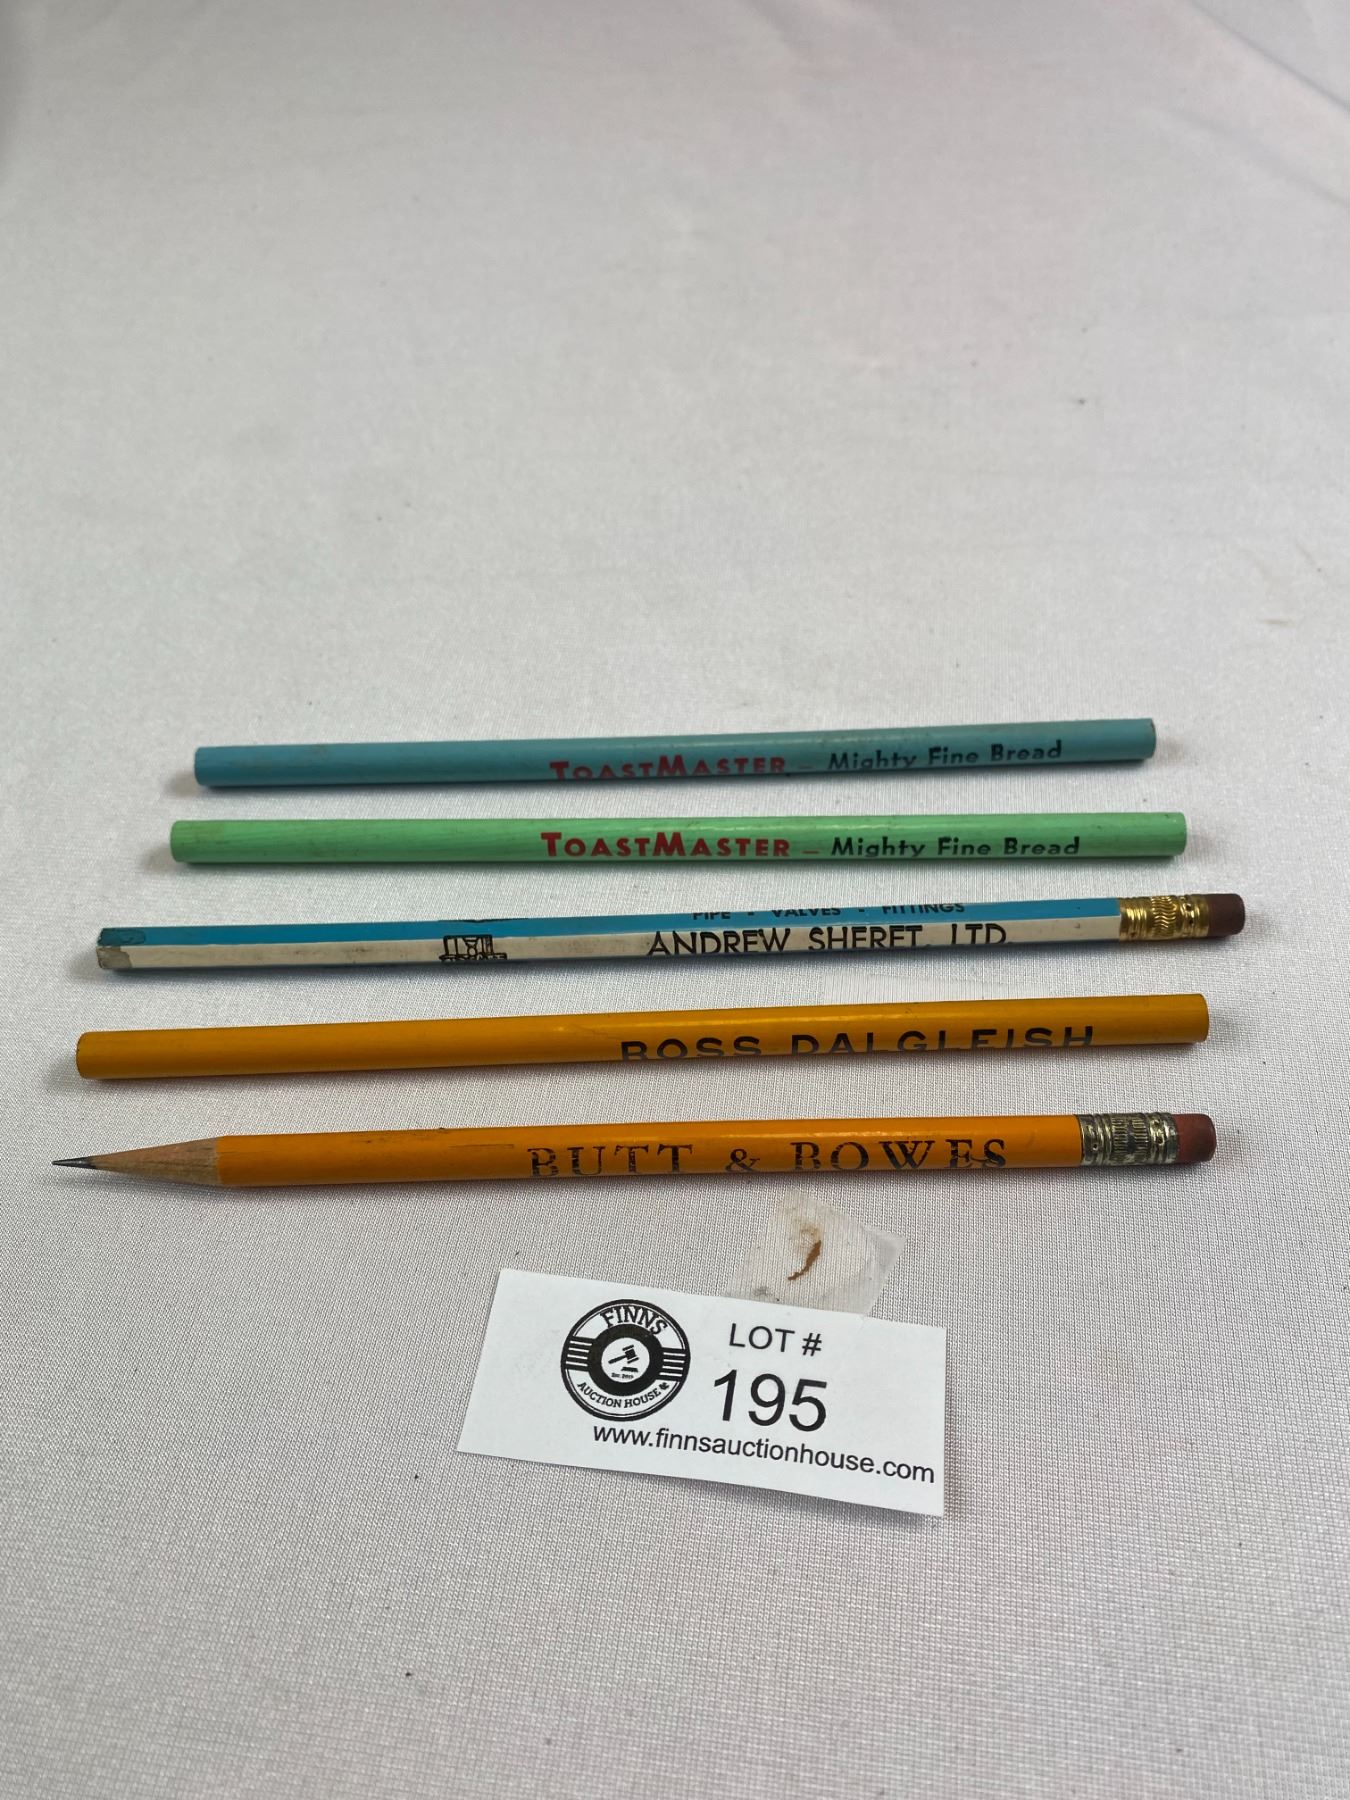 TOASTMASTER – Mighty Fine Bread
TOASTMASTER – Mighty Fine Bread
PIPE - VALVES - FITTINGS
ANDREW SHERET, LTD.
ROSS DALGLEISH
BUTT & BOWES
FINNS
AUCTION HOUSE
LOT #
195
www.finnsauctionhouse.com